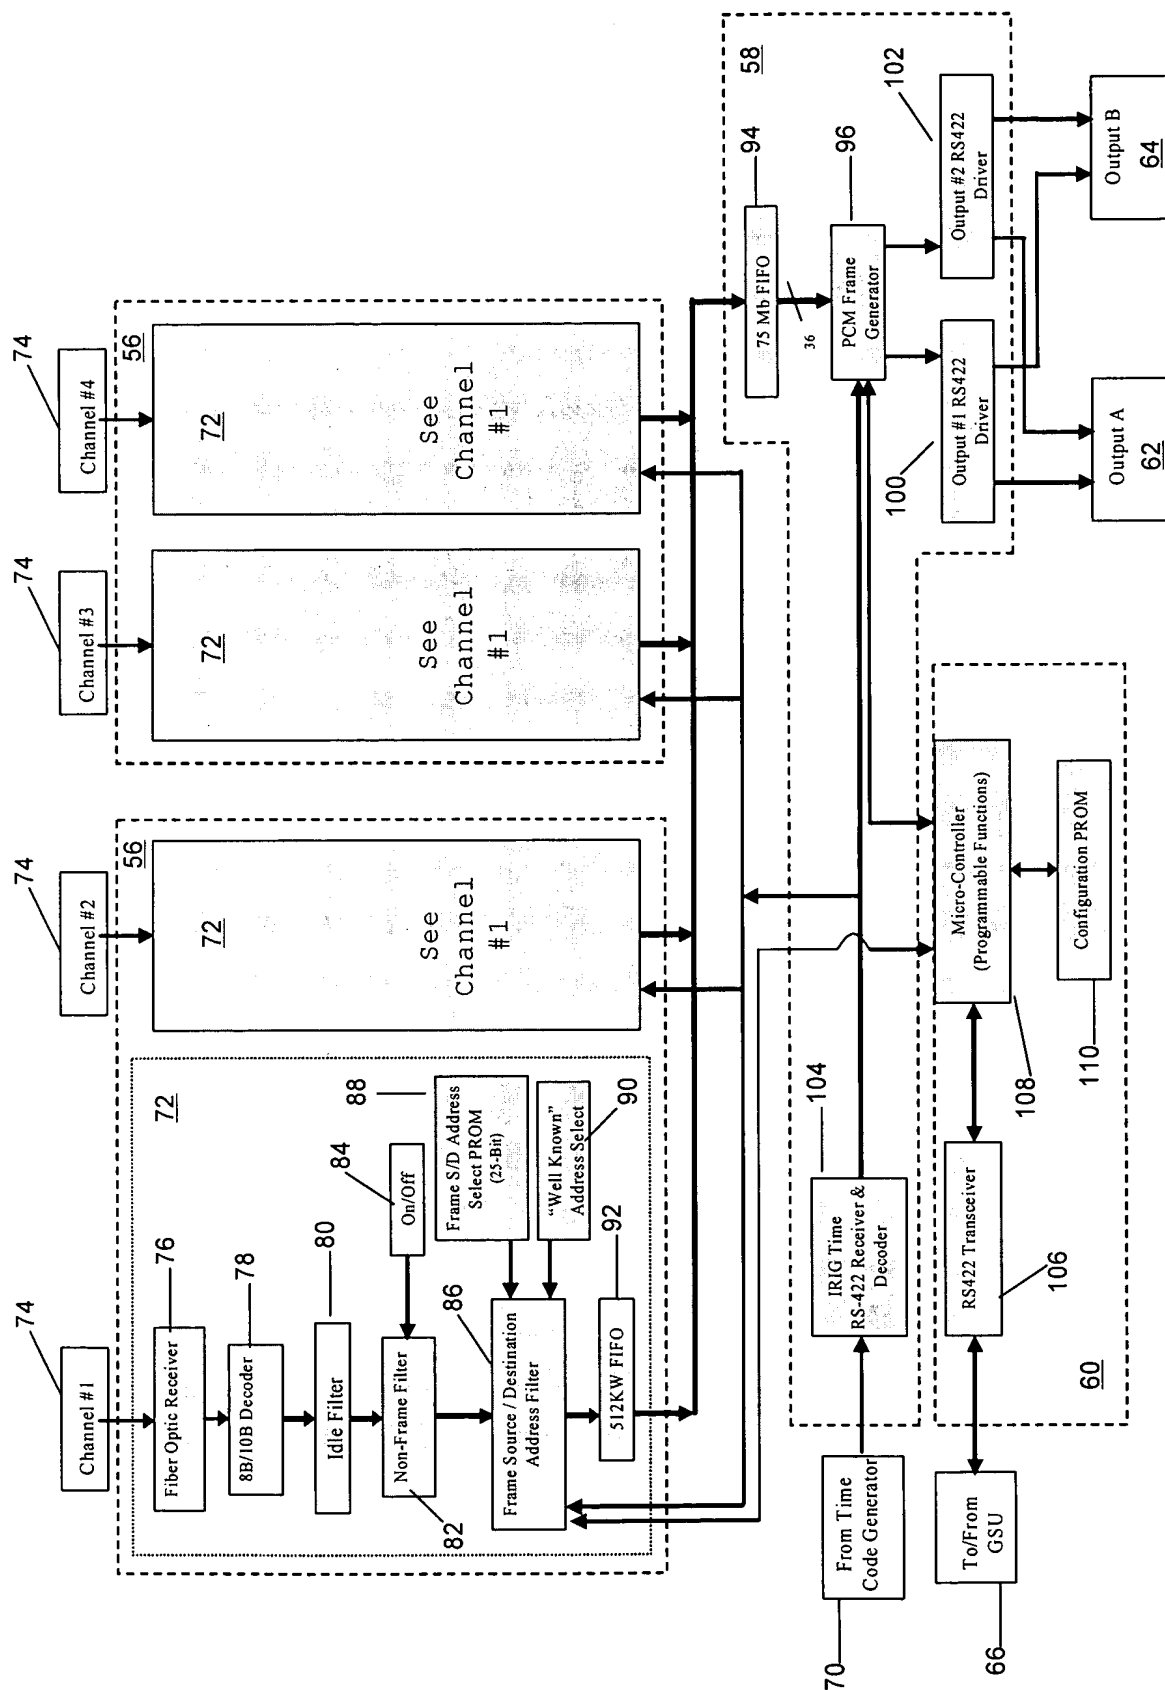 74
Channel #1
74
Channel #2
74
Channel #3
74
Channel #4
72
76
Fiber Optic Receiver
78
8B/10B Decoder
80
Idle Filter
84
On/Off
82
Non-Frame Filter
88
Frame S/D Address
Select PROM
(25-Bit)
86
Frame Source / Destination
Address Filter
90
"Well Known"
Address Select
92
512KW FIFO
56
72
See
Channel
#1
56
72
See
Channel
#1
72
See
Channel
#1
58
94
75 Mb FIFO
36
96
PCM Frame
Generator
100
Output #1 RS422
Driver
102
Output #2 RS422
Driver
Output A
62
Output B
64
104
IRIG Time
RS-422 Receiver &
Decoder
From Time
Code Generator
70
60
RS422 Transceiver
106
Micro-Controller
(Programmable Functions)
108
Configuration PROM
110
To/From
GSU
66